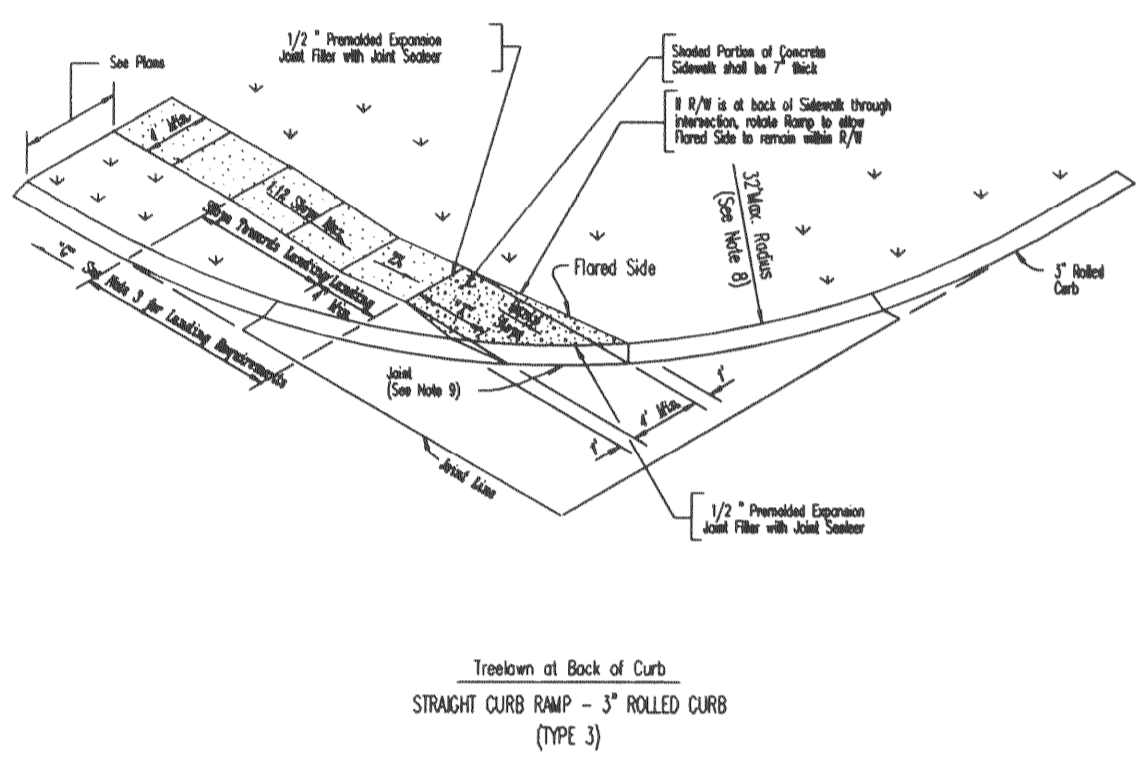 1/2 " Premolded Expansion
Joint Filler with Joint Sealeer
See Plans
Shaded Portion of Concrete
Sidewalk shall be 7" thick
If R/W is at back of Sidewalk through
intersection, rotate Ramp to allow
Flared Side to remain within R/W
4' Min.
32' Max. Radius
(See Note 8)
1:12 Slope Max.
Slope Towards Landing
Landing
4' Min.
2%
Flared Side
3" Rolled
Curb
"C" See Note 3 for Landing Requirements
Joint
(See Note 9)
1'
4' Min.
1'
Joint Line
1/2 " Premolded Expansion
Joint Filler with Joint Sealeer
Treelawn at Back of Curb
STRAIGHT CURB RAMP - 3" ROLLED CURB
(TYPE 3)